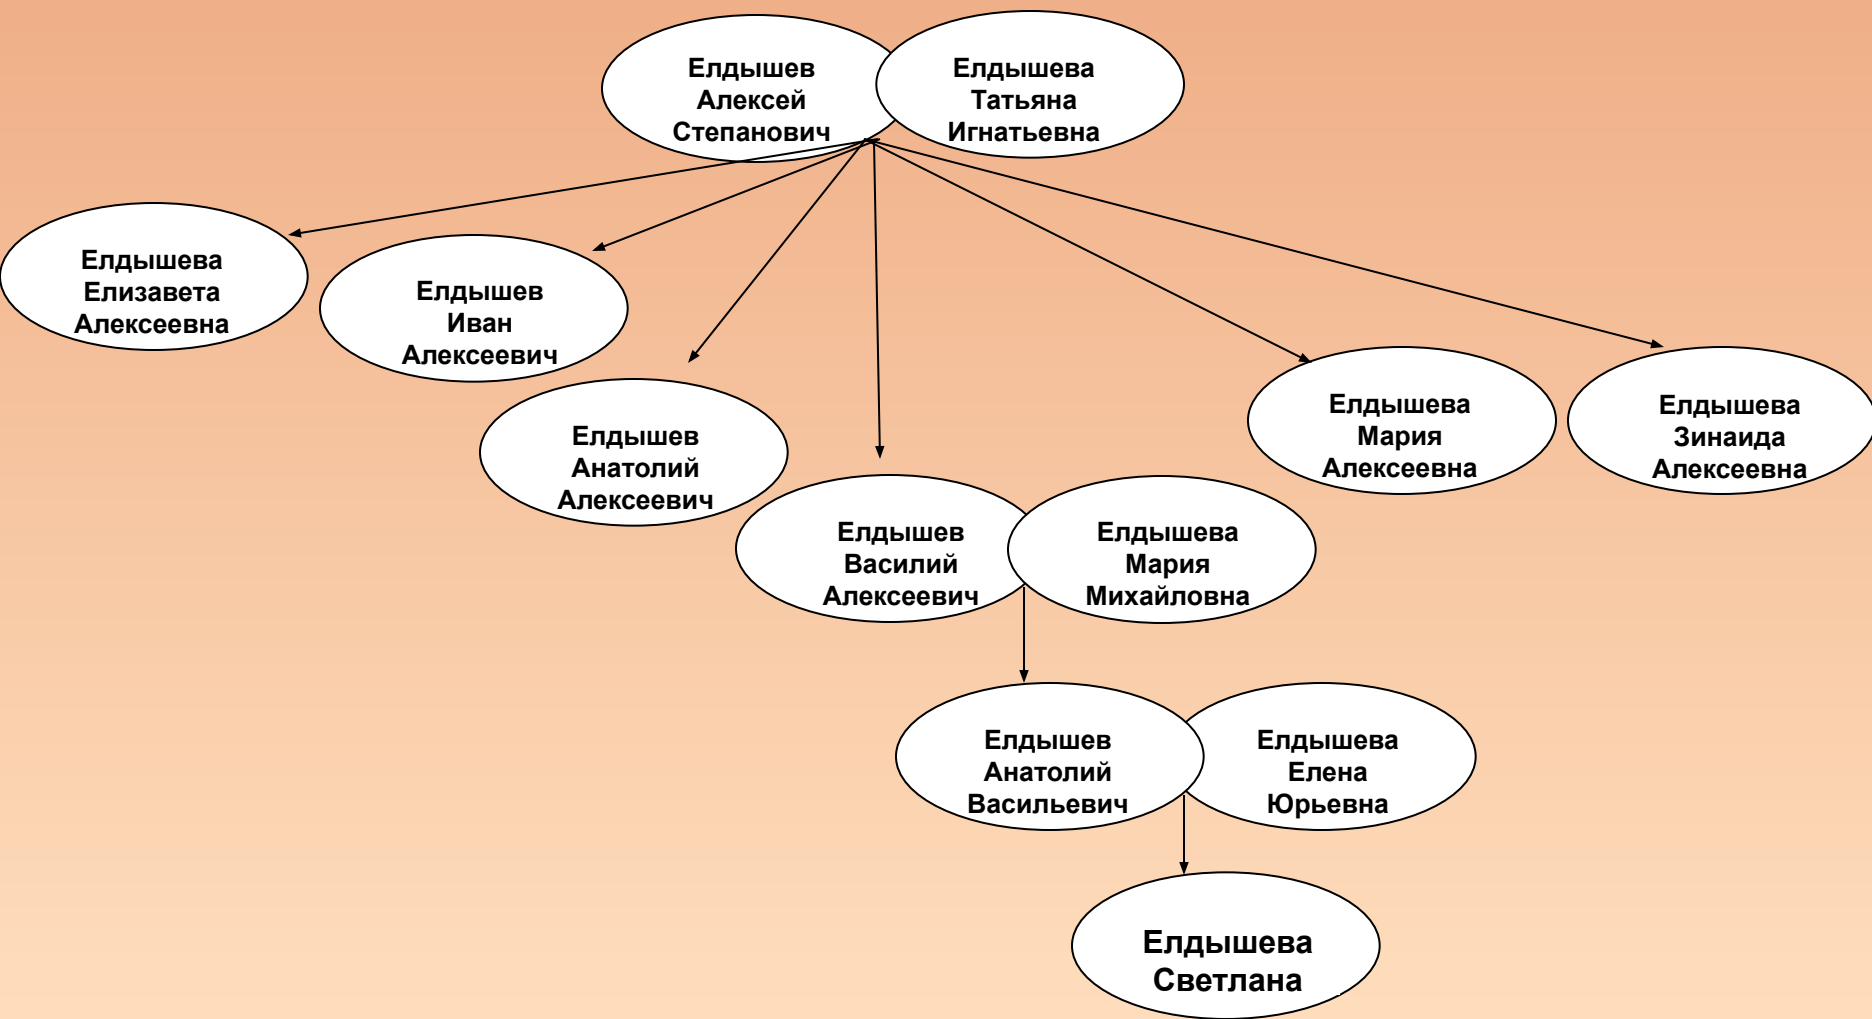 Елдышев
Алексей
Степанович
Елдышева
Татьяна
Игнатьевна
Елдышева
Елизавета
Алексеевна
Елдышев
Иван
Алексеевич
Елдышев
Анатолий
Алексеевич
Елдышев
Василий
Алексеевич
Елдышева
Мария
Михайловна
Елдышева
Мария
Алексеевна
Елдышева
Зинаида
Алексеевна
Елдышев
Анатолий
Васильевич
Елдышева
Елена
Юрьевна
Елдышева
Светлана